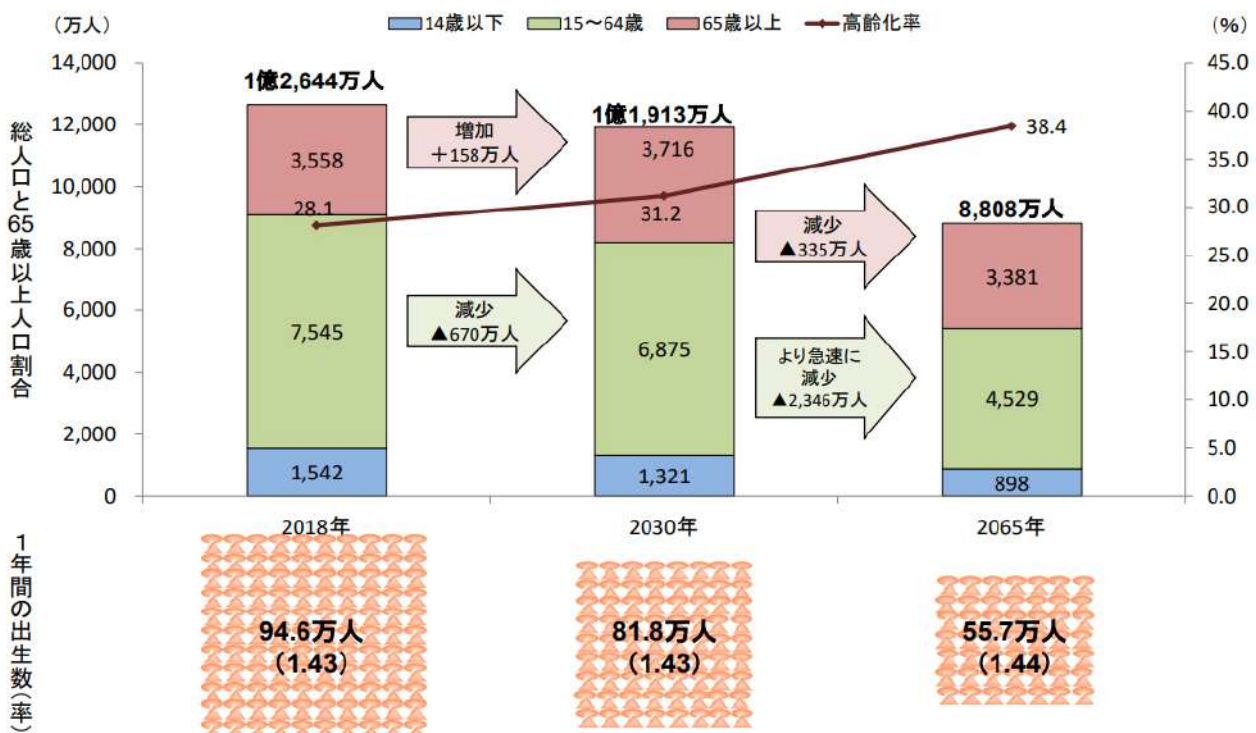 （万人）
14歳以下
15～64歳
65歳以上
高齢化率
(%)
総人口と65歳以上人口割合
14,000
12,000
10,000
8,000
6,000
4,000
2,000
0
45.0
40.0
35.0
30.0
25.0
20.0
15.0
10.0
5.0
0.0
1億2,644万人
3,558
28.1
7,545
1,542
増加
＋158万人
減少
▲670万人
1億1,913万人
3,716
31.2
6,875
1,321
減少
▲335万人
より急速に
減少
▲2,346万人
38.4
8,808万人
3,381
4,529
898
2018年
2030年
2065年
1年間の出生数(率)
94.6万人
（1.43）
81.8万人
（1.43）
55.7万人
（1.44）